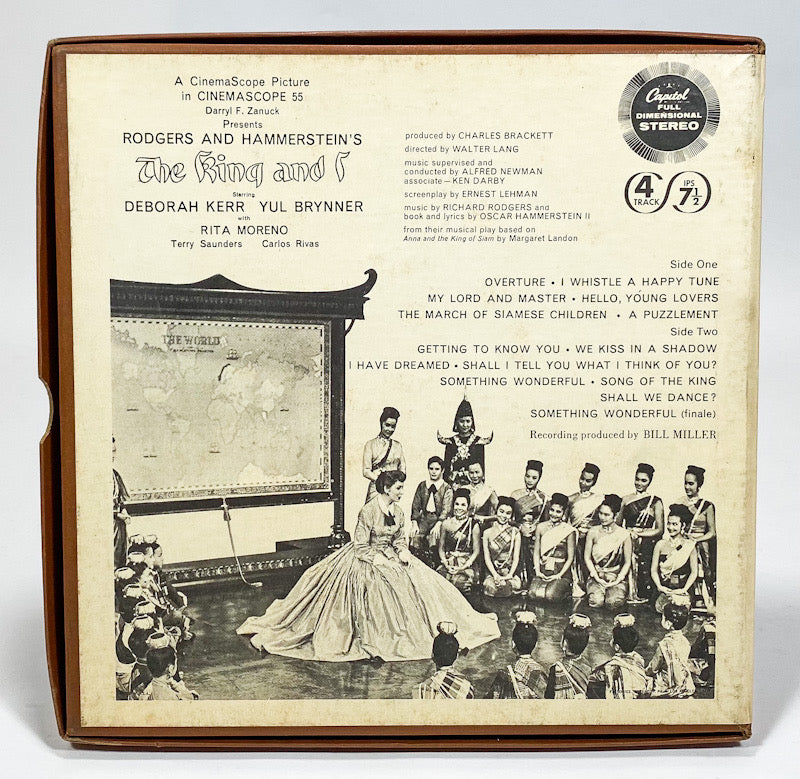 A CinemaScope Picture
in CINEMASCOPE 55
Darryl F. Zanuck
Presents
RODGERS AND HAMMERSTEIN'S
The King and I
Starring
DEBORAH KERR YUL BRYNNER
with
RITA MORENO
Terry Saunders Carlos Rivas
produced by CHARLES BRACKETT
directed by WALTER LANG
music supervised and
conducted by ALFRED NEWMAN
associate—KEN DARBY
screenplay by ERNEST LEHMAN
music by RICHARD RODGERS and
book and lyrics by OSCAR HAMMERSTEIN II
from their musical play based on
Anna and the King of Siam by Margaret Landon
Capitol
FULL
DIMENSIONAL
STEREO
4
TRACK
IPS
7½
Side One
OVERTURE • I WHISTLE A HAPPY TUNE
MY LORD AND MASTER • HELLO, YOUNG LOVERS
THE MARCH OF SIAMESE CHILDREN • A PUZZLEMENT
Side Two
GETTING TO KNOW YOU • WE KISS IN A SHADOW
I HAVE DREAMED • SHALL I TELL YOU WHAT I THINK OF YOU?
SOMETHING WONDERFUL • SONG OF THE KING
SHALL WE DANCE?
SOMETHING WONDERFUL (finale)
Recording produced by BILL MILLER
THE WORLD